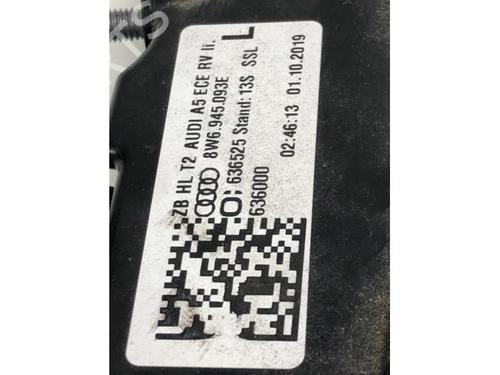 ZB HL T2 AUDI A5 ECE RV li.
8W6.945.093E
O: 636525 Stand: 13S SSL L
636000 02:46:13 01.10.2019